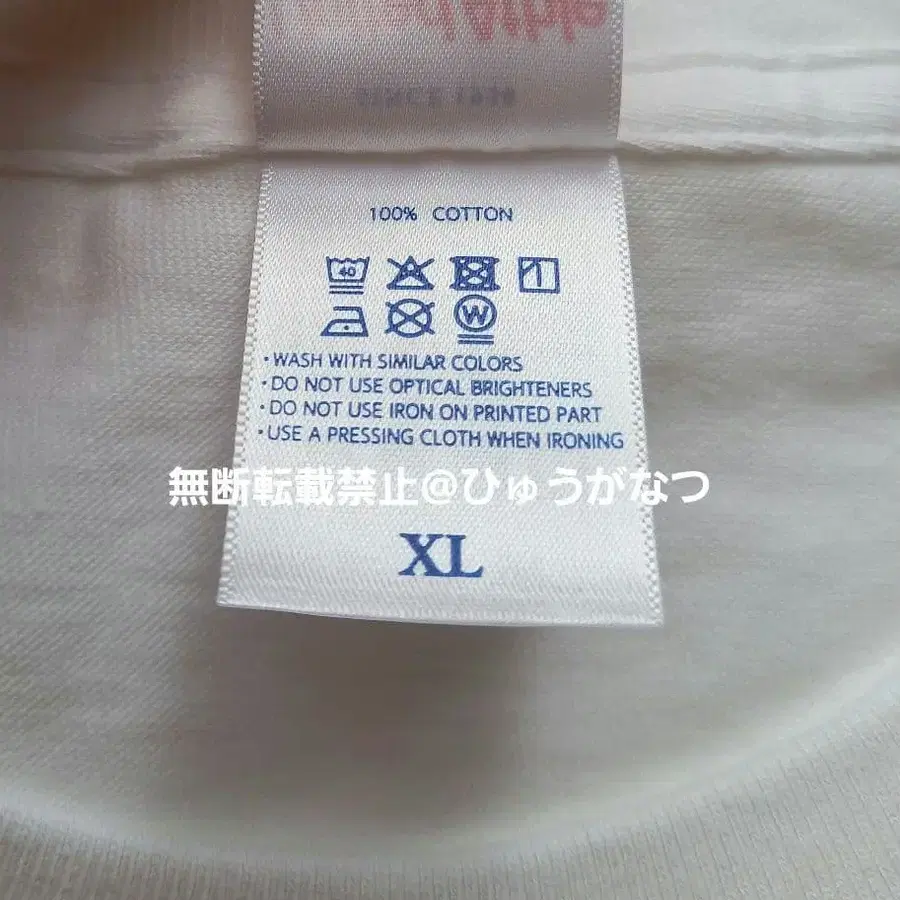 100% COTTON
40
W
• WASH WITH SIMILAR COLORS
• DO NOT USE OPTICAL BRIGHTENERS
• DO NOT USE IRON ON PRINTED PART
• USE A PRESSING CLOTH WHEN IRONING
無断転載禁止@ひゅうがなつ
XL